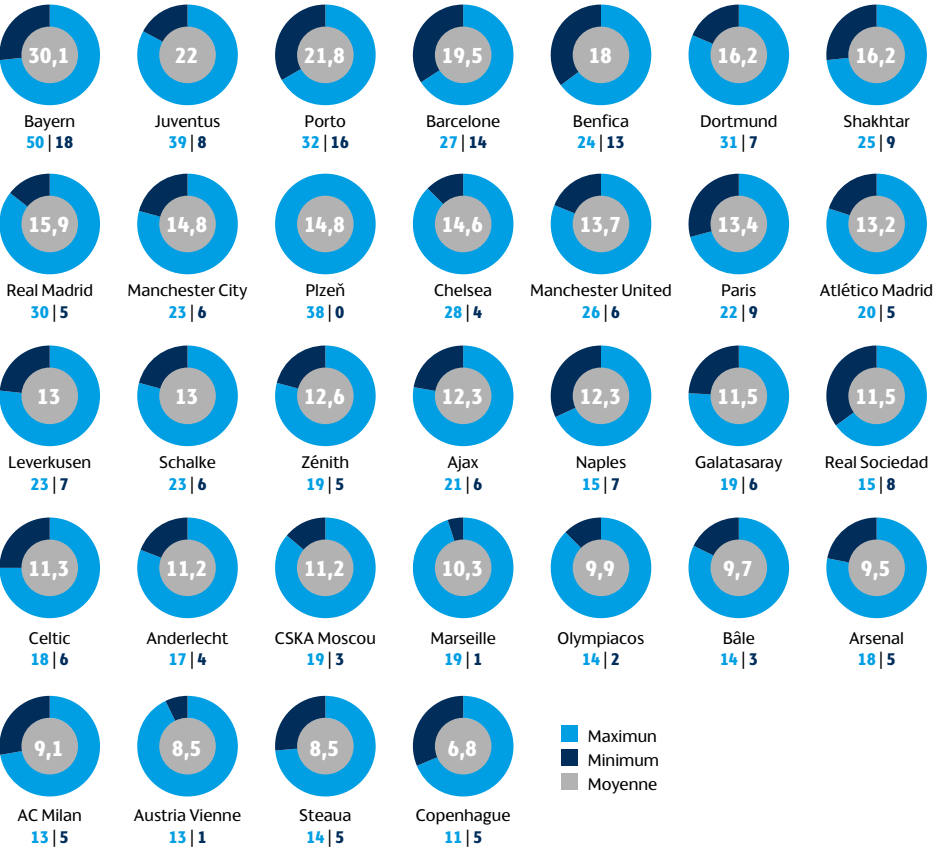 30,1 22 21,8 19,5 18 16,2 16,2
Bayern Juventus Porto Barcelone Benfica Dortmund Shakhtar
50|18 39|8 32|16 27|14 24|13 31|7 25|9
15,9 14,8 14,8 14,6 13,7 13,4 13,2
Real Madrid Manchester City Plzeň Chelsea Manchester United Paris Atlético Madrid
30|5 23|6 38|0 28|4 26|6 22|9 20|5
13 13 12,6 12,3 12,3 11,5 11,5
Leverkusen Schalke Zénith Ajax Naples Galatasaray Real Sociedad
23|7 23|6 19|5 21|6 15|7 19|6 15|8
11,3 11,2 11,2 10,3 9,9 9,7 9,5
Celtic Anderlecht CSKA Moscou Marseille Olympiacos Bâle Arsenal
18|6 17|4 19|3 19|1 14|2 14|3 18|5
9,1 8,5 8,5 6,8
AC Milan Austria Vienne Steaua Copenhague
13|5 13|1 14|5 11|5
Maximun
Minimum
Moyenne